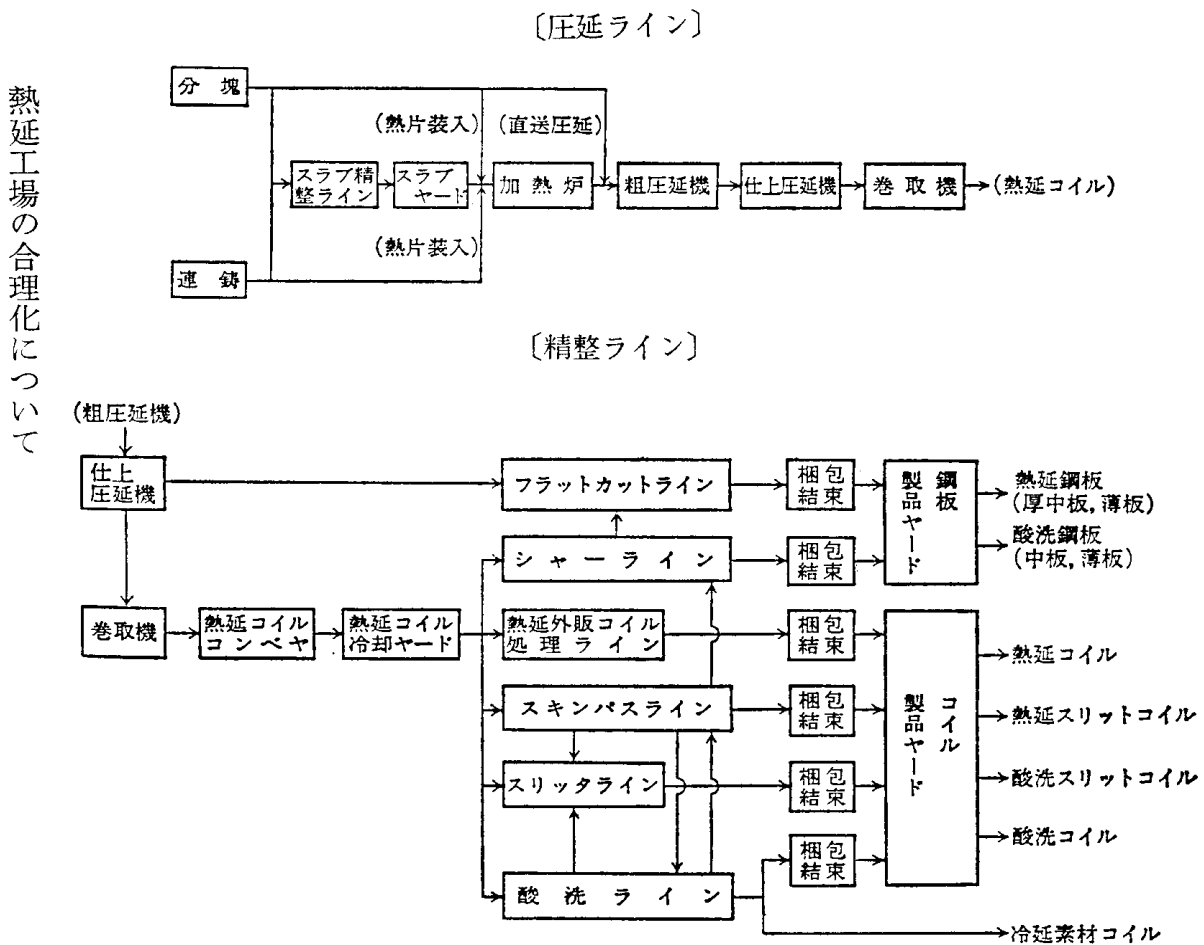 熱延工場の合理化について
〔圧延ライン〕
分塊
(熱片装入)
(直送圧延)
スラブ精
整ライン
スラブ
ヤード
加熱炉
粗圧延機
仕上圧延機
巻取機
(熱延コイル)
(熱片装入)
連鋳
〔精整ライン〕
(粗圧延機)
仕上
圧延機
フラットカットライン
梱包
結束
鋼板
製品ヤード
熱延鋼板
(厚中板,薄板)
酸洗鋼板
(中板,薄板)
シャーライン
梱包
結束
巻取機
熱延コイル
コンベヤ
熱延コイル
冷却ヤード
熱延外販コイル
処理ライン
梱包
結束
コイル
製品ヤード
熱延コイル
スキンパスライン
梱包
結束
熱延スリットコイル
スリッタライン
梱包
結束
酸洗スリットコイル
酸洗コイル
梱包
結束
酸洗ライン
冷延素材コイル